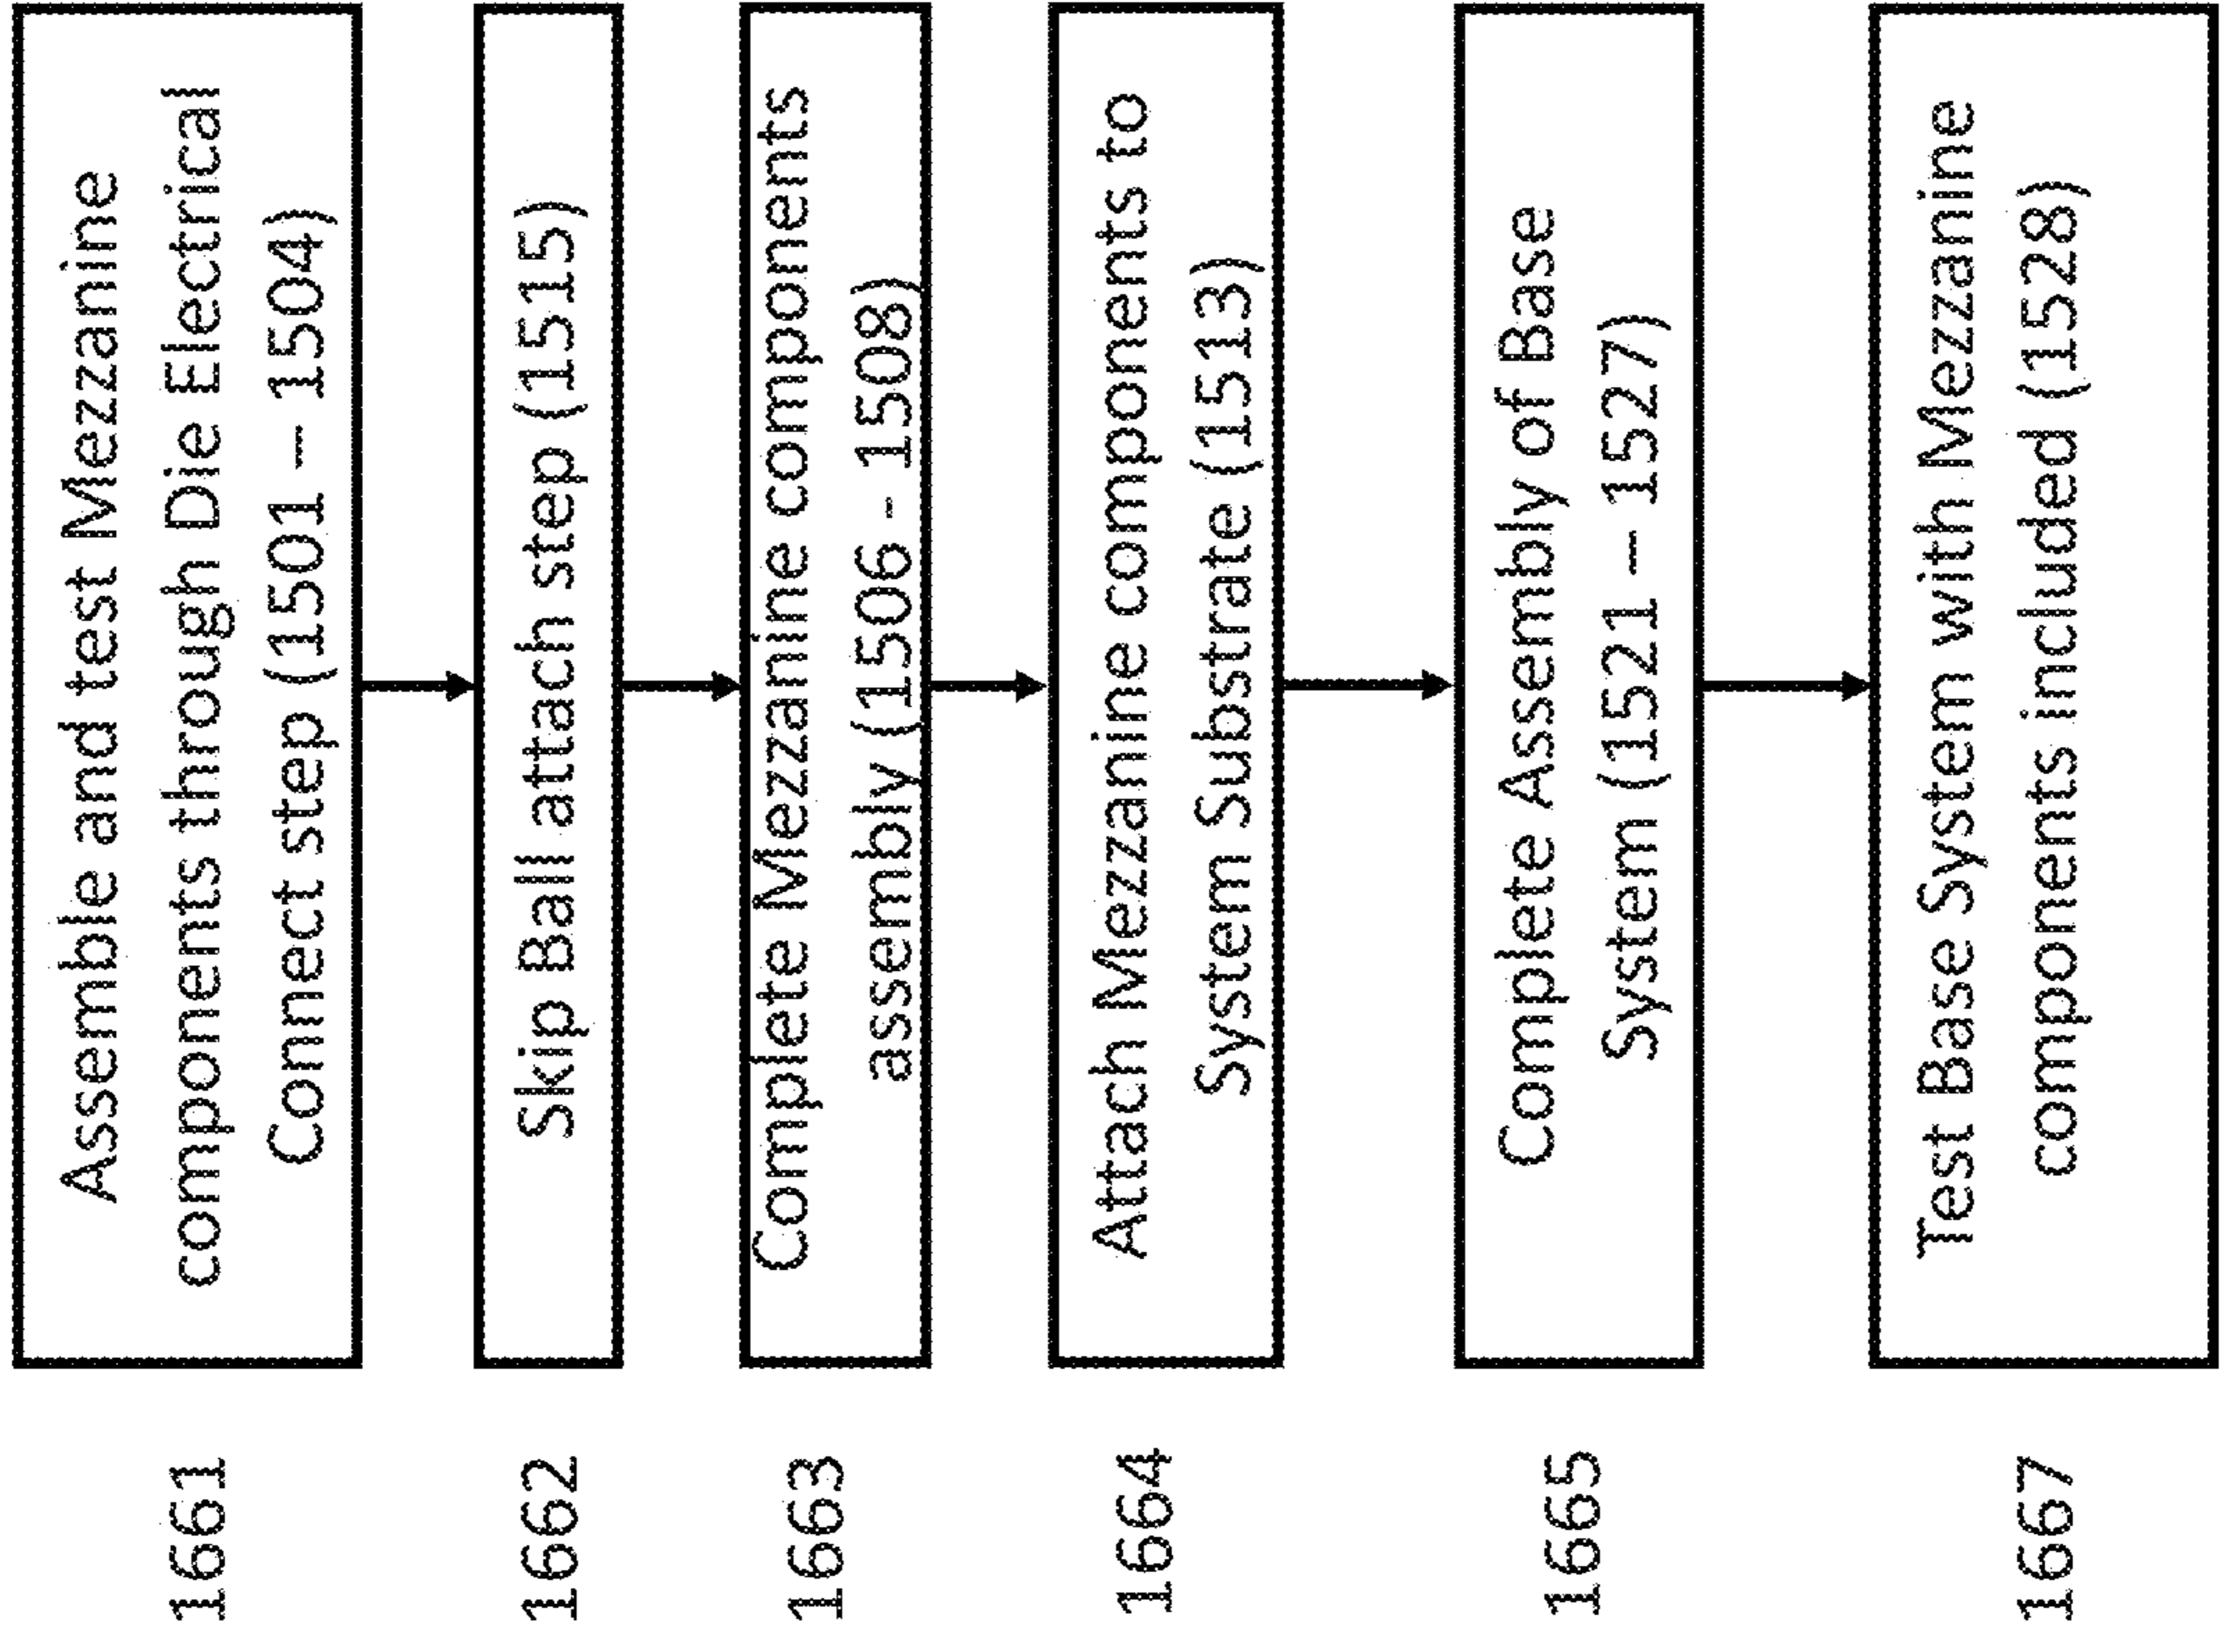 1661
Assemble and test Mezzanine
components through Die Electrical
Connect step (1501 – 1504)
1662
Skip Ball attach step (1515)
1663
Complete Mezzanine components
assembly (1506 - 1508)
1664
Attach Mezzanine components to
System Substrate (1513)
1665
Complete Assembly of Base
System (1521 – 1527)
1667
Test Base System with Mezzanine
components included (1528)